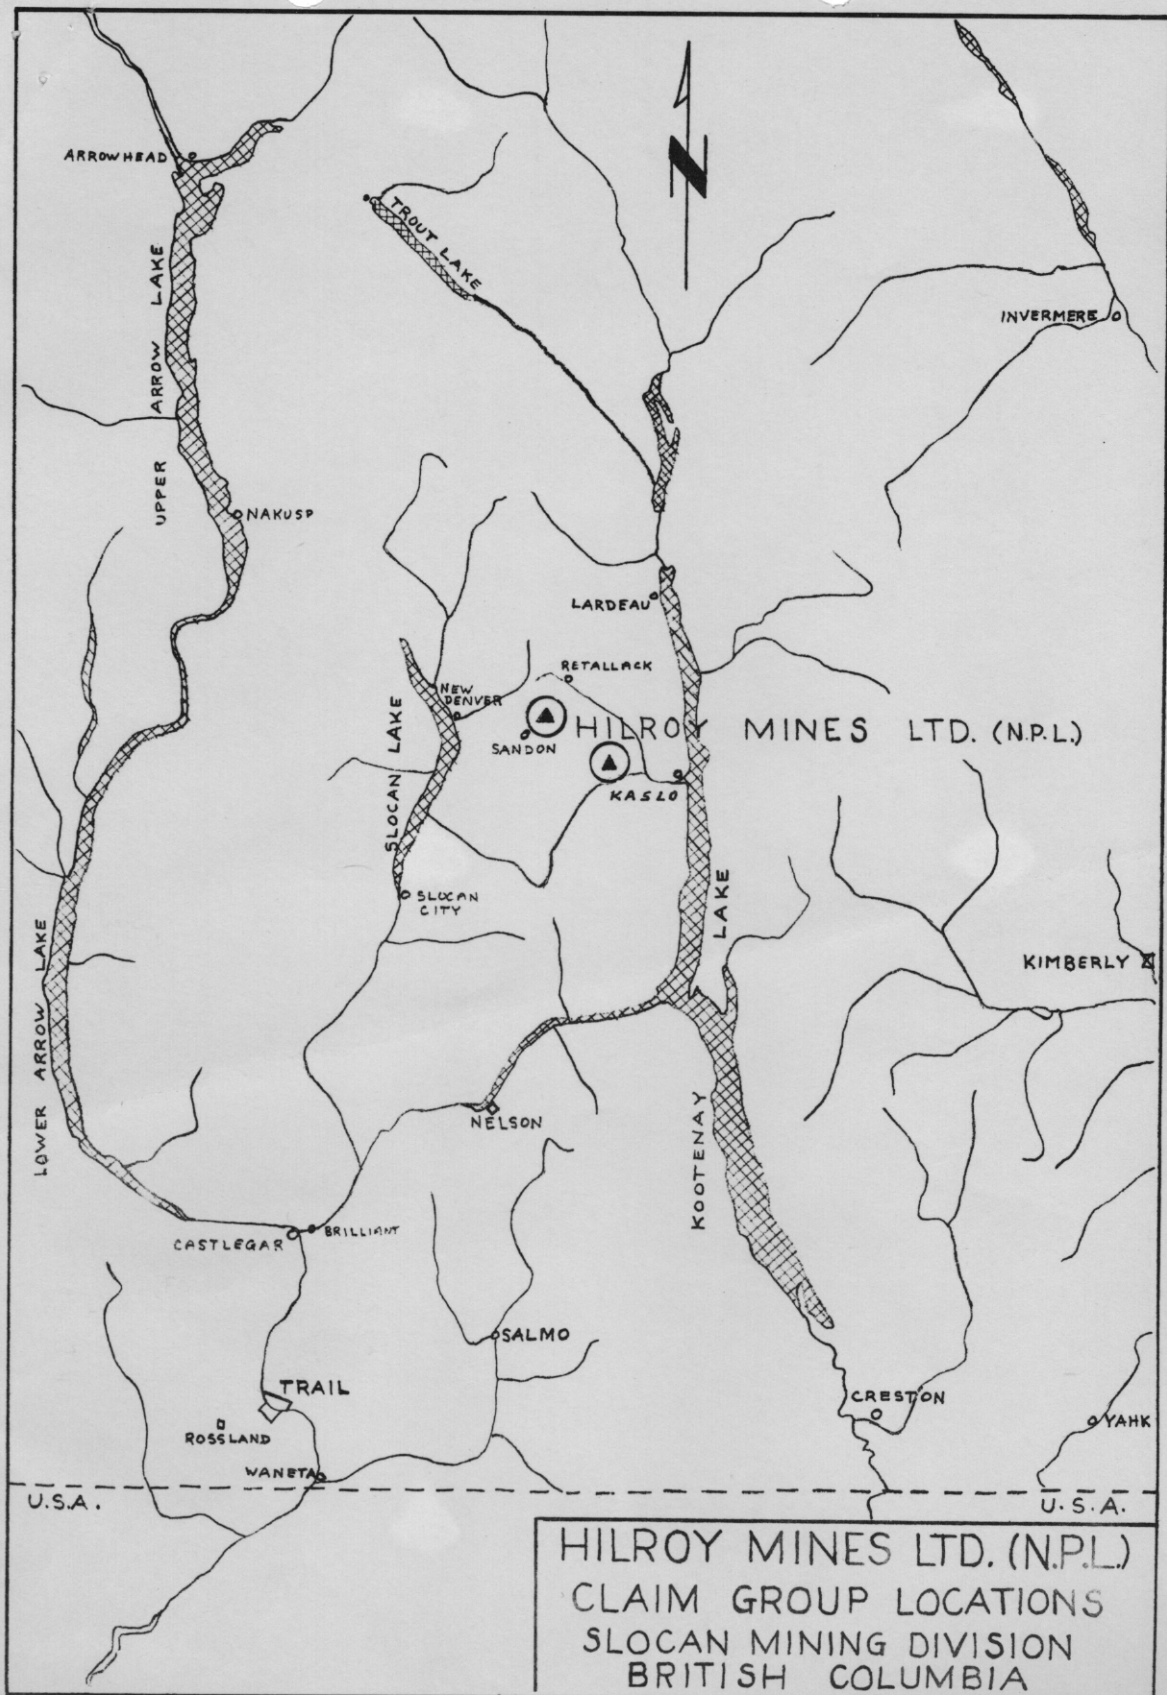 ARROWHEAD
UPPER ARROW LAKE
TROUT LAKE
N
INVERMERE
NAKUSP
LARDEAU
RETALLACK
NEW
DENVER
SLOCAN LAKE
SANDON
HILROY MINES LTD. (N.P.L.)
KASLO
SLOCAN
CITY
LOWER ARROW LAKE
KOOTENAY LAKE
KIMBERLY
NELSON
CASTLEGAR
BRILLIANT
SALMO
TRAIL
ROSSLAND
WANETA
CRESTON
YAHK
U.S.A.
U.S.A.
HILROY MINES LTD. (N.P.L.)
CLAIM GROUP LOCATIONS
SLOCAN MINING DIVISION
BRITISH COLUMBIA